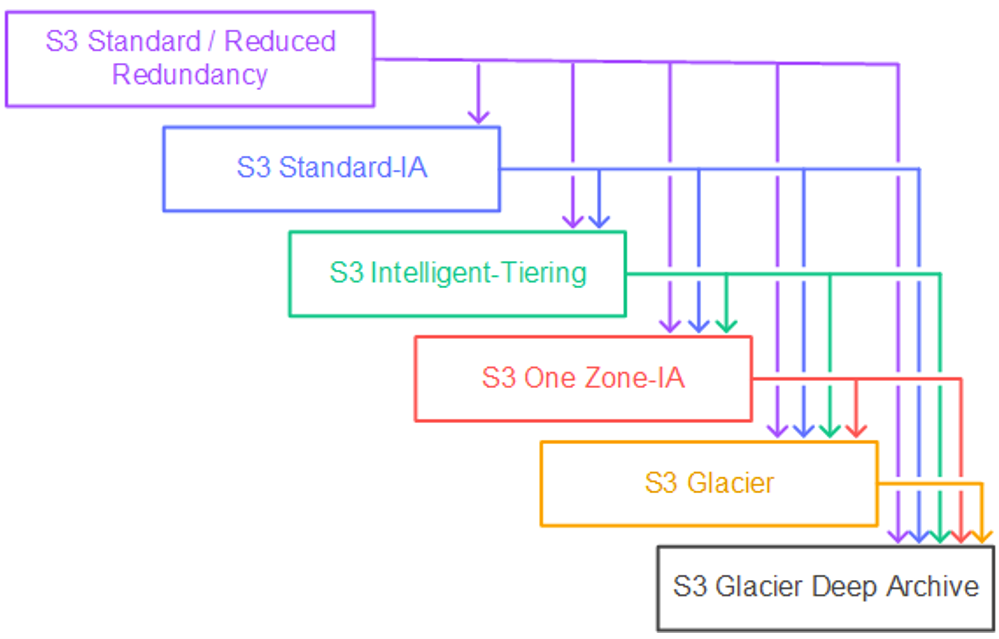 S3 Standard / Reduced
Redundancy
S3 Standard-IA
S3 Intelligent-Tiering
S3 One Zone-IA
S3 Glacier
S3 Glacier Deep Archive